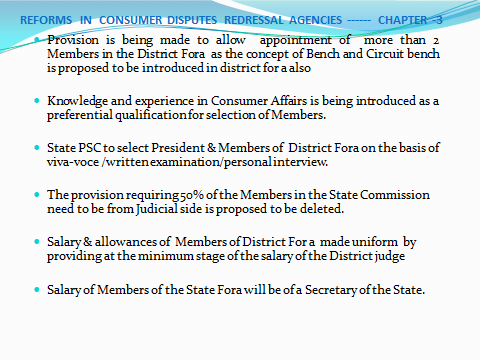 REFORMS IN CONSUMER DISPUTES REDRESSAL AGENCIES ------ CHAPTER -3
Provision is being made to allow appointment of more than 2
Members in the District Fora as the concept of Bench and Circuit bench
is proposed to be introduced in district for a also
Knowledge and experience in Consumer Affairs is being introduced as a
preferential qualification for selection of Members.
State PSC to select President & Members of District Fora on the basis of
viva-voce /written examination/personal interview.
The provision requiring 50% of the Members in the State Commission
need to be from Judicial side is proposed to be deleted.
Salary & allowances of Members of District For a made uniform by
providing at the minimum stage of the salary of the District judge
Salary of Members of the State Fora will be of a Secretary of the State.